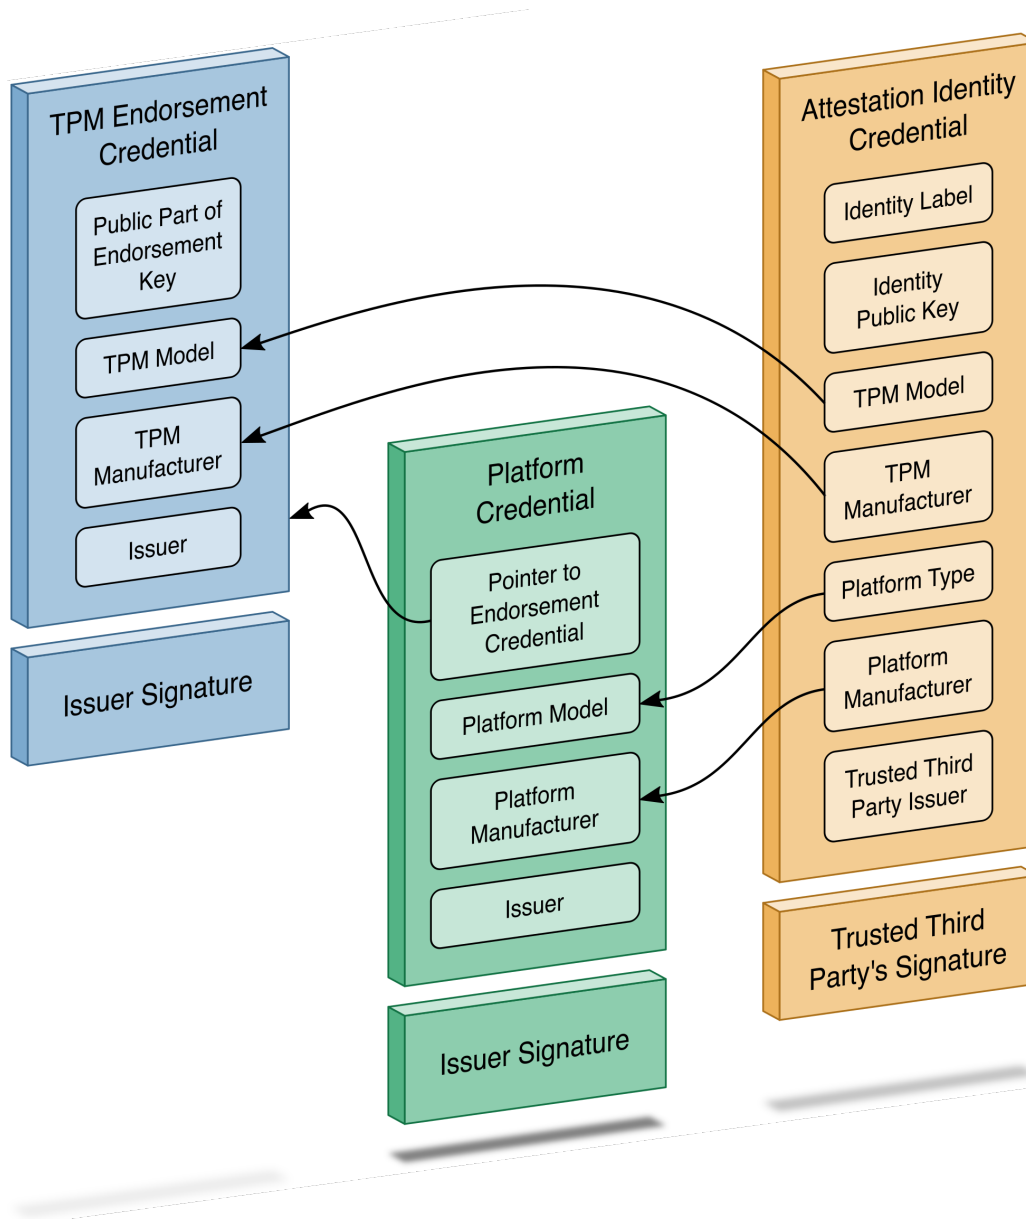 TPM Endorsement
Credential
Public Part of
Endorsement
Key
TPM Model
TPM
Manufacturer
Issuer
Issuer Signature
Platform
Credential
Pointer to
Endorsement
Credential
Platform Model
Platform
Manufacturer
Issuer
Issuer Signature
Attestation Identity
Credential
Identity Label
Identity
Public Key
TPM Model
TPM
Manufacturer
Platform Type
Platform
Manufacturer
Trusted Third
Party Issuer
Trusted Third
Party's Signature